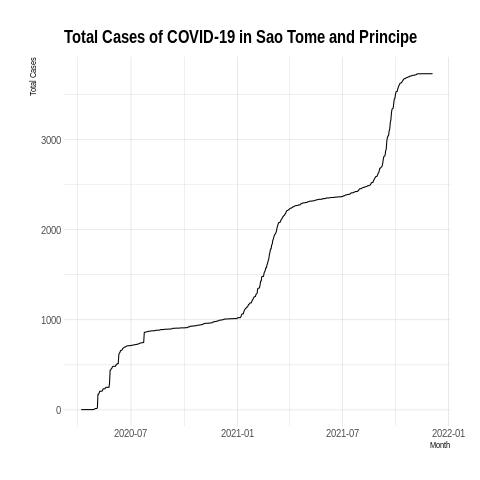 Total Cases of COVID-19 in Sao Tome and Principe
Total Cases
3000
2000
1000
0
2020-07
2021-01
2021-07
2022-01
Month